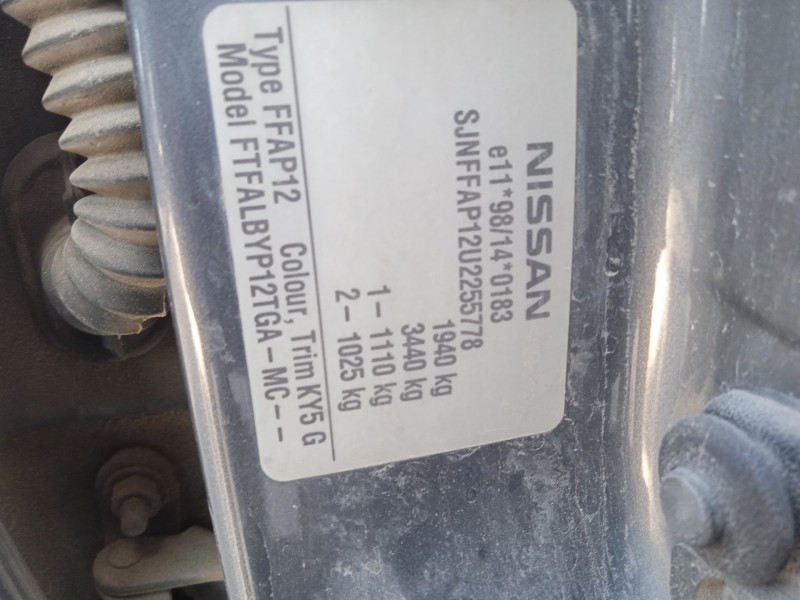 NISSAN
e11*98/14*0183
SJNFFAP12U2255778
1940 kg
3440 kg
1– 1110 kg
2– 1025 kg
Type FFAP12 Colour, Trim KY5 G
Model FTFALBYP12TGA – MC – –